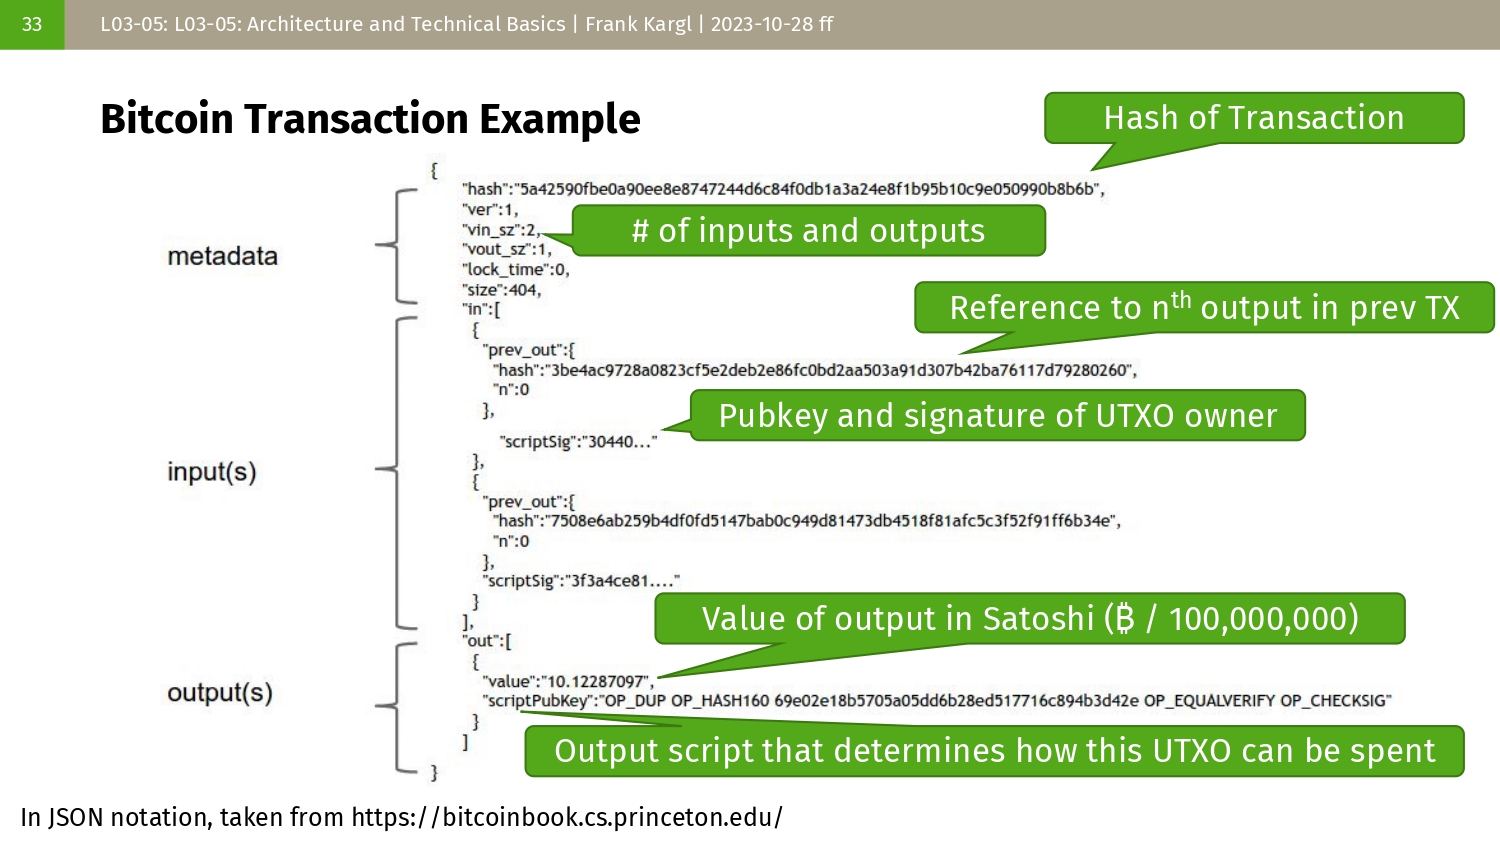 33
L03-05: L03-05: Architecture and Technical Basics | Frank Kargl | 2023-10-28 ff
Bitcoin Transaction Example
Hash of Transaction
{
"hash":"5a42590fbe0a90ee8e8747244d6c84f0db1a3a24e8f1b95b10c9e050990b8b6b",
"ver":1,
"vin_sz":2,
# of inputs and outputs
"vout_sz":1,
metadata
"lock_time":0,
"size":404,
Reference to nth output in prev TX
"in":[
{
"prev_out":{
"hash":"3be4ac9728a0823cf5e2deb2e86fc0bd2aa503a91d307b42ba76117d79280260",
"n":0
},
Pubkey and signature of UTXO owner
"scriptSig":"30440..."
},
input(s)
{
"prev_out":{
"hash":"7508e6ab259b4df0fd5147bab0c949d81473db4518f81afc5c3f52f91ff6b34e",
"n":0
},
"scriptSig":"3f3a4ce81...."
}
],
Value of output in Satoshi (₿ / 100,000,000)
"out":[
{
"value":"10.12287097",
output(s)
"scriptPubKey":"OP_DUP OP_HASH160 69e02e18b5705a05dd6b28ed517716c894b3d42e OP_EQUALVERIFY OP_CHECKSIG"
}
]
Output script that determines how this UTXO can be spent
}
In JSON notation, taken from https://bitcoinbook.cs.princeton.edu/